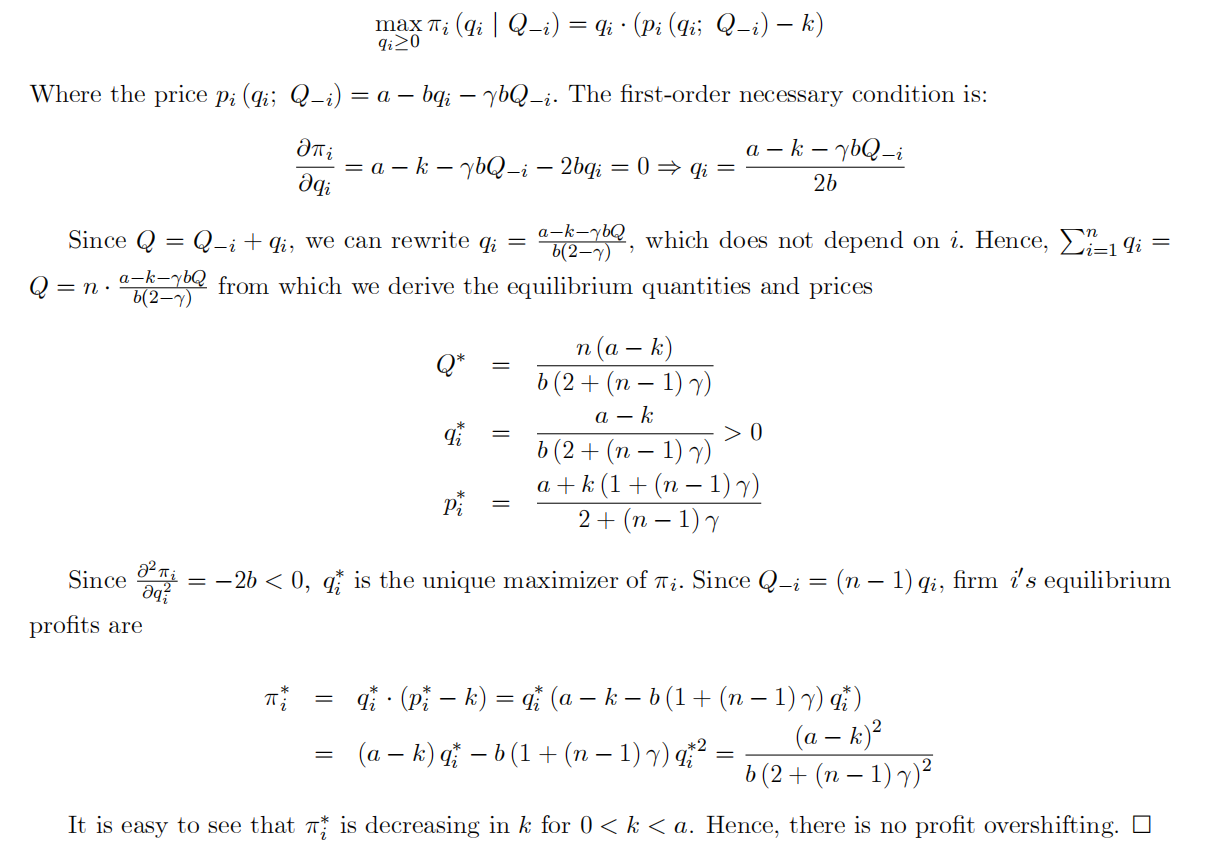 max_{q_i≥0} π_i (q_i | Q_{−i}) = q_i · (p_i (q_i; Q_{−i}) − k)
Where the price p_i (q_i; Q_{−i}) = a − bq_i − γbQ_{−i}. The first-order necessary condition is:
∂π_i/∂q_i = a − k − γbQ_{−i} − 2bq_i = 0 ⇒ q_i = (a − k − γbQ_{−i})/(2b)
Since Q = Q_{−i} + q_i, we can rewrite q_i = (a−k−γbQ)/(b(2−γ)), which does not depend on i. Hence, ∑_{i=1}^{n} q_i =
Q = n · (a−k−γbQ)/(b(2−γ)) from which we derive the equilibrium quantities and prices
Q* = n (a − k)/(b (2 + (n − 1) γ))
q_i* = (a − k)/(b (2 + (n − 1) γ)) > 0
p_i* = (a + k (1 + (n − 1) γ))/(2 + (n − 1) γ)
Since ∂²π_i/∂q_i² = −2b < 0, q_i* is the unique maximizer of π_i. Since Q_{−i} = (n − 1) q_i, firm i's equilibrium
profits are
π_i* = q_i* · (p_i* − k) = q_i* (a − k − b (1 + (n − 1) γ) q_i*)
= (a − k) q_i* − b (1 + (n − 1) γ) q_i*² = (a − k)²/(b (2 + (n − 1) γ)²)
It is easy to see that π_i* is decreasing in k for 0 < k < a. Hence, there is no profit overshifting. □